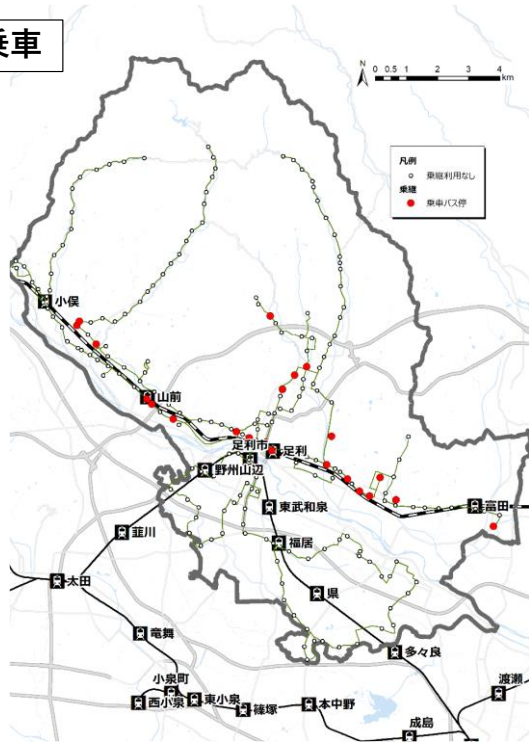 乗車
N
0 0.5 1 2 3 4
km
凡例
乗継利用なし
乗継
乗車バス停
小俣
山前
足利市
足利
野州山辺
富田
東武和泉
韮川
福居
太田
県
竜舞
多々良
小泉町
渡瀬
西小泉
東小泉
篠塚
本中野
成島